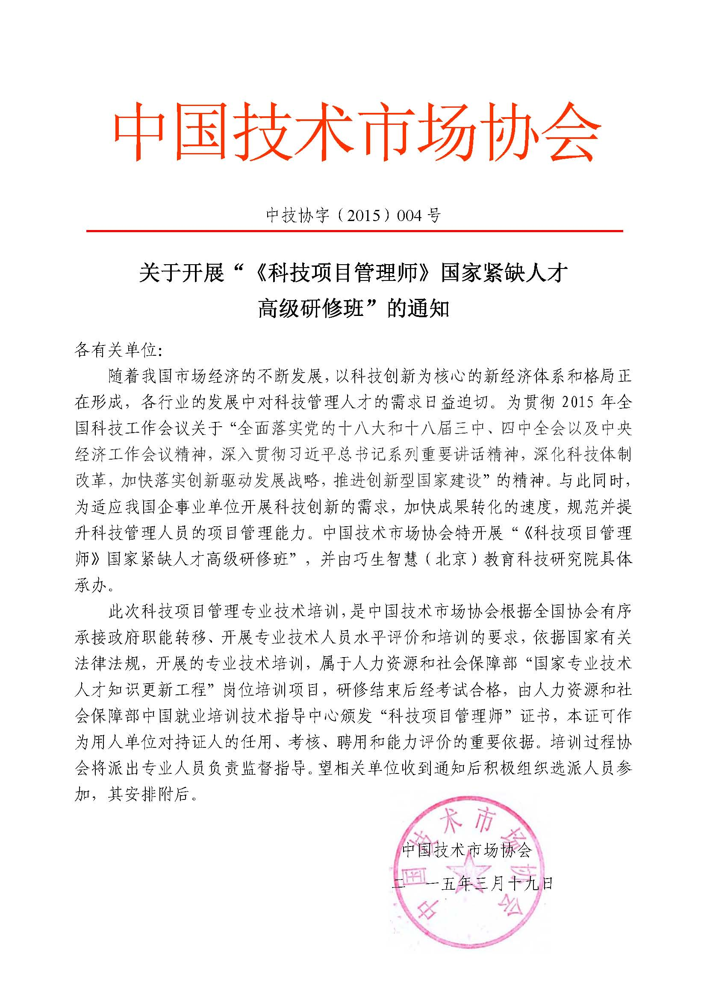 中国技术市场协会
中技协字（2015）004 号
关于开展“《科技项目管理师》国家紧缺人才
高级研修班”的通知
各有关单位:
随着我国市场经济的不断发展,以科技创新为核心的新经济体系和格局正
在形成，各行业的发展中对科技管理人才的需求日益迫切。为贯彻 2015 年全
国科技工作会议关于“全面落实党的十八大和十八届三中、四中全会以及中央
经济工作会议精神，深入贯彻习近平总书记系列重要讲话精神，深化科技体制
改革，加快落实创新驱动发展战略，推进创新型国家建设”的精神。与此同时，
为适应我国企事业单位开展科技创新的需求，加快成果转化的速度，规范并提
升科技管理人员的项目管理能力。中国技术市场协会特开展“《科技项目管理
师》国家紧缺人才高级研修班”，并由巧生智慧（北京）教育科技研究院具体
承办。
此次科技项目管理专业技术培训,是中国技术市场协会根据全国协会有序
承接政府职能转移、开展专业技术人员水平评价和培训的要求，依据国家有关
法律法规，开展的专业技术培训，属于人力资源和社会保障部“国家专业技术
人才知识更新工程”岗位培训项目，研修结束后经考试合格，由人力资源和社
会保障部中国就业培训技术指导中心颁发“科技项目管理师”证书，本证可作
为用人单位对持证人的任用、考核、聘用和能力评价的重要依据。培训过程协
会将派出专业人员负责监督指导。望相关单位收到通知后积极组织选派人员参
加，其安排附后。
中国技术市场协会
中国技术市场协会
二 一五年三月十九日